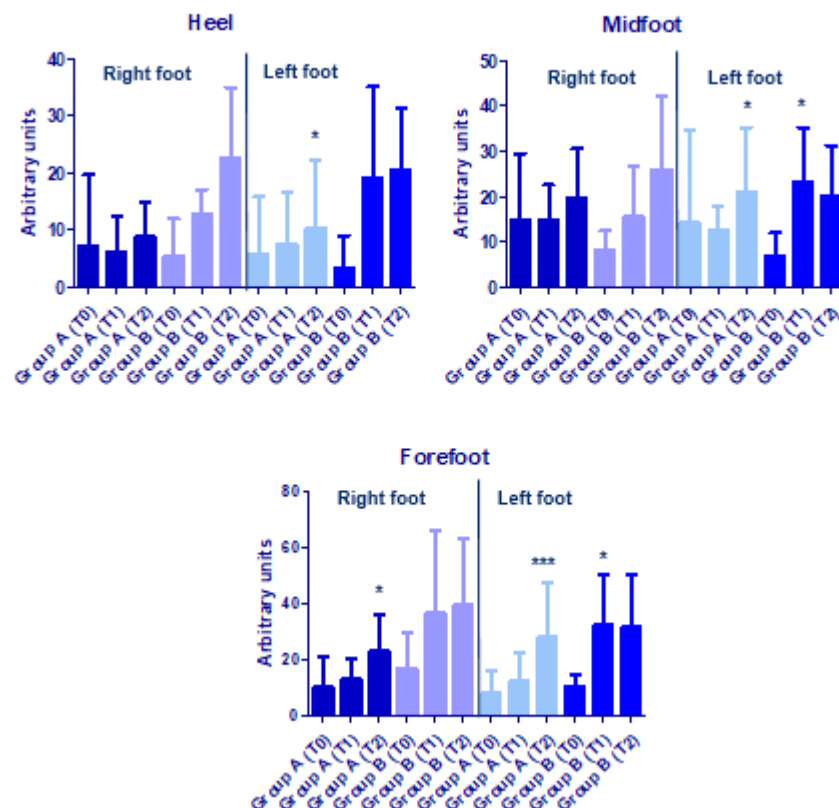 Heel
40
30
20
10
0
Arbitrary units
Right foot
Left foot
*
Group A (T0)
Group A (T1)
Group A (T2)
Group B (T0)
Group B (T1)
Group B (T2)
Group A (T0)
Group A (T1)
Group A (T2)
Group B (T0)
Group B (T1)
Group B (T2)
Midfoot
50
40
30
20
10
0
Arbitrary units
Right foot
Left foot
*
*
Group A (T0)
Group A (T1)
Group A (T2)
Group B (T0)
Group B (T1)
Group B (T2)
Group A (T0)
Group A (T1)
Group A (T2)
Group B (T0)
Group B (T1)
Group B (T2)
Forefoot
80
60
40
20
0
Arbitrary units
Right foot
Left foot
*
***
*
Group A (T0)
Group A (T1)
Group A (T2)
Group B (T0)
Group B (T1)
Group B (T2)
Group A (T0)
Group A (T1)
Group A (T2)
Group B (T0)
Group B (T1)
Group B (T2)